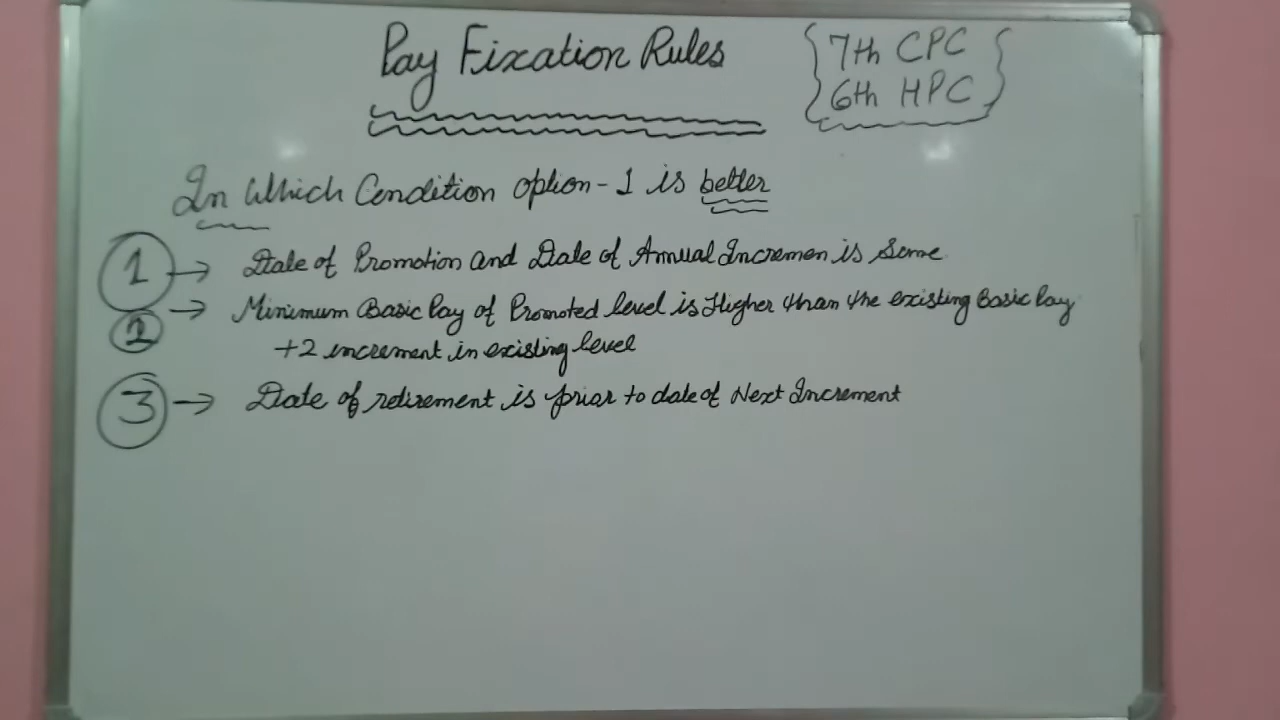 Pay Fixation Rules
7th CPC
6th HPC
In Which Condition option-1 is better
1 → Date of Promotion and Date of Annual Incremen is Same
2 → Minimum Basic Pay of Promoted level is Higher than the existing Basic Pay
+2 increment in existing level
3 → Date of retirement is prior to date of Next Increment